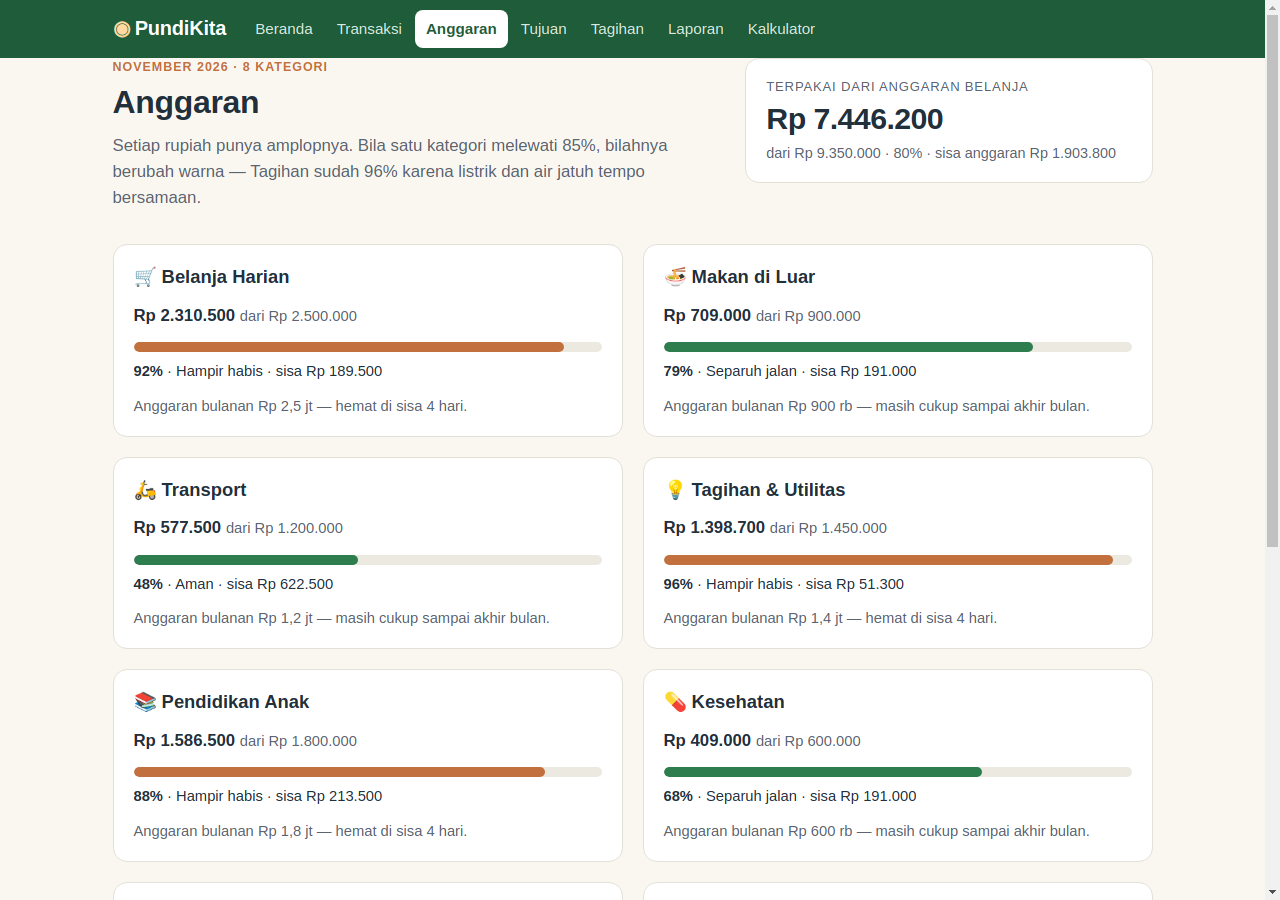 PundiKita Beranda Transaksi Anggaran Tujuan Tagihan Laporan Kalkulator
NOVEMBER 2026 · 8 KATEGORI
Anggaran
Setiap rupiah punya amplopnya. Bila satu kategori melewati 85%, bilahnya
berubah warna — Tagihan sudah 96% karena listrik dan air jatuh tempo
bersamaan.
TERPAKAI DARI ANGGARAN BELANJA
Rp 7.446.200
dari Rp 9.350.000 · 80% · sisa anggaran Rp 1.903.800
Belanja Harian
Rp 2.310.500 dari Rp 2.500.000
92% · Hampir habis · sisa Rp 189.500
Anggaran bulanan Rp 2,5 jt — hemat di sisa 4 hari.
Makan di Luar
Rp 709.000 dari Rp 900.000
79% · Separuh jalan · sisa Rp 191.000
Anggaran bulanan Rp 900 rb — masih cukup sampai akhir bulan.
Transport
Rp 577.500 dari Rp 1.200.000
48% · Aman · sisa Rp 622.500
Anggaran bulanan Rp 1,2 jt — masih cukup sampai akhir bulan.
Tagihan & Utilitas
Rp 1.398.700 dari Rp 1.450.000
96% · Hampir habis · sisa Rp 51.300
Anggaran bulanan Rp 1,4 jt — hemat di sisa 4 hari.
Pendidikan Anak
Rp 1.586.500 dari Rp 1.800.000
88% · Hampir habis · sisa Rp 213.500
Anggaran bulanan Rp 1,8 jt — hemat di sisa 4 hari.
Kesehatan
Rp 409.000 dari Rp 600.000
68% · Separuh jalan · sisa Rp 191.000
Anggaran bulanan Rp 600 rb — masih cukup sampai akhir bulan.